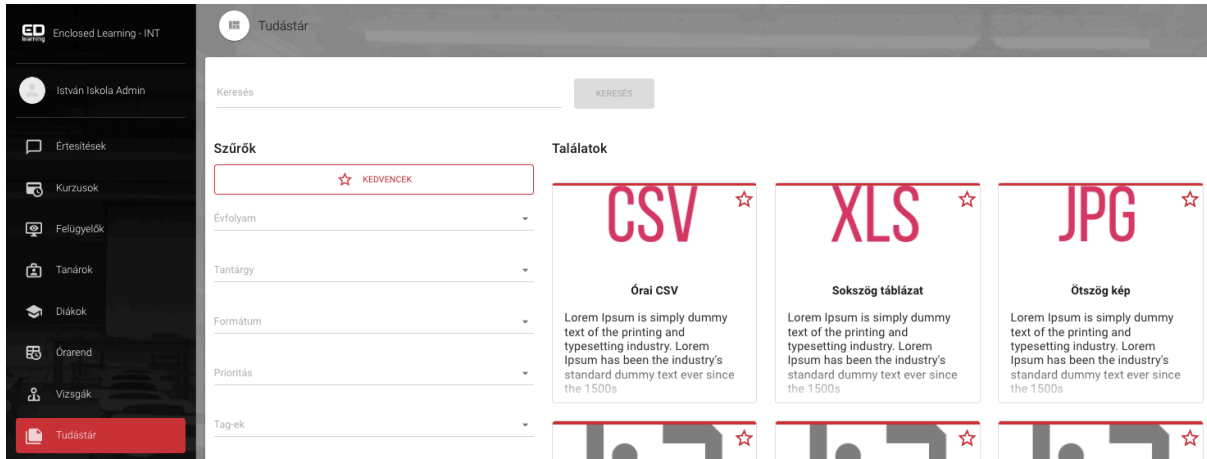 ED
learning
Enclosed Learning - INT
Tudástár
István Iskola Admin
Értesítések
Kurzusok
Felügyelők
Tanárok
Diákok
Órarend
Vizsgák
Tudástár
Keresés
KERESÉS
Szűrők
KEDVENCEK
Évfolyam
Tantárgy
Formátum
Prioritás
Tag-ek
Találatok
CSV
Órai CSV
Lorem Ipsum is simply dummy
text of the printing and
typesetting industry. Lorem
Ipsum has been the industry's
standard dummy text ever since
the 1500s
XLS
Sokszög táblázat
Lorem Ipsum is simply dummy
text of the printing and
typesetting industry. Lorem
Ipsum has been the industry's
standard dummy text ever since
the 1500s
JPG
Ötszög kép
Lorem Ipsum is simply dummy
text of the printing and
typesetting industry. Lorem
Ipsum has been the industry's
standard dummy text ever since
the 1500s